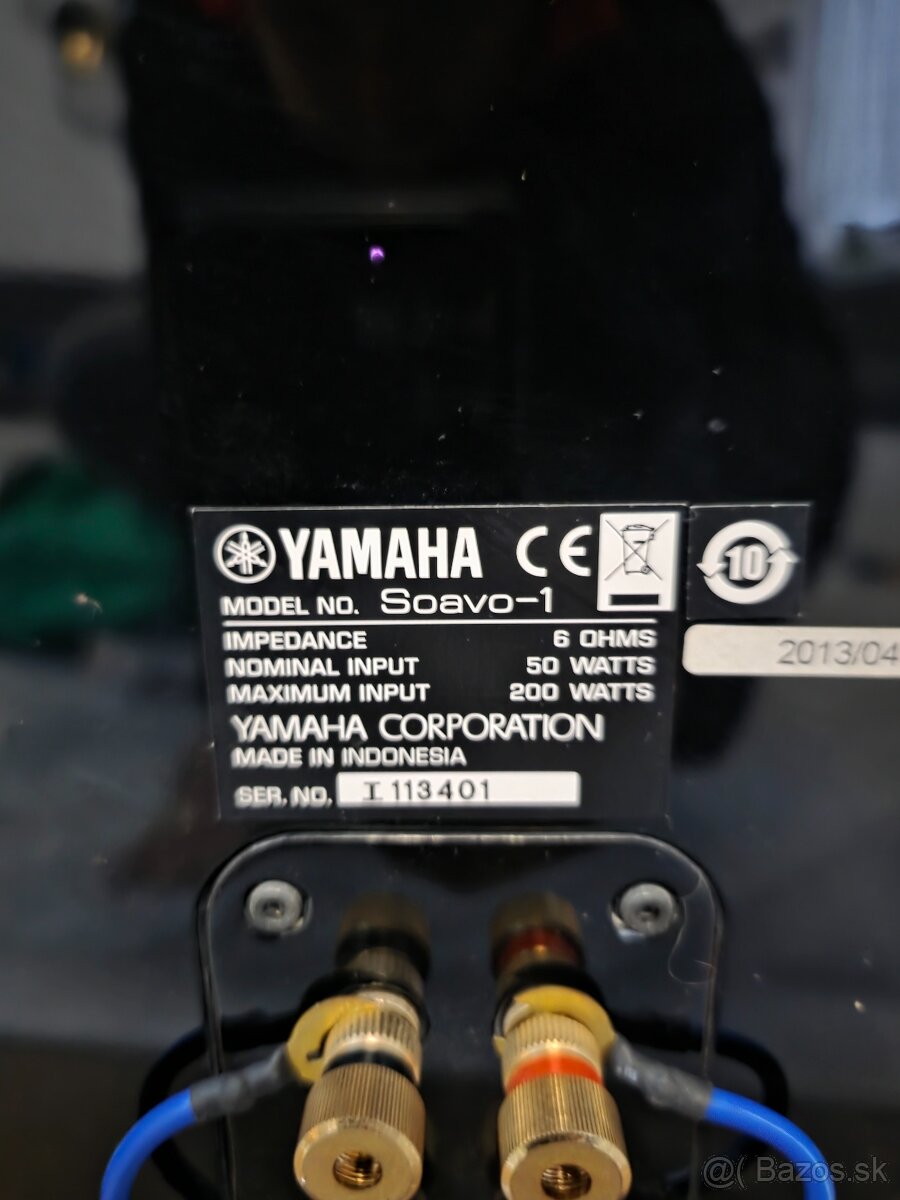 YAMAHA CE
10
MODEL NO. Soavo-1
IMPEDANCE 6 OHMS
NOMINAL INPUT 50 WATTS
MAXIMUM INPUT 200 WATTS
2013/04
YAMAHA CORPORATION
MADE IN INDONESIA
SER. NO. I 113401
@( Bazos.sk